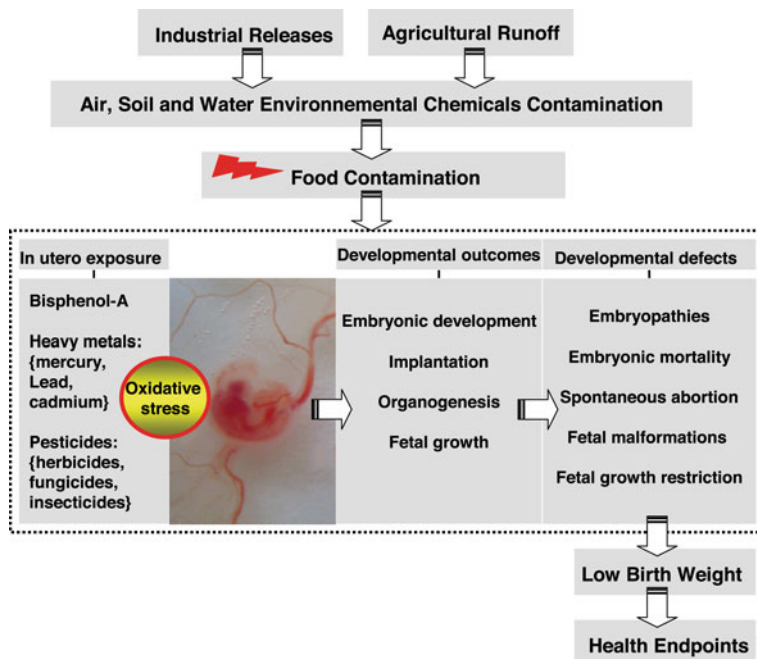 Industrial Releases
Agricultural Runoff
Air, Soil and Water Environnemental Chemicals Contamination
Food Contamination
In utero exposure
Bisphenol-A
Heavy metals:
{mercury,
Lead,
cadmium}
Pesticides:
{herbicides,
fungicides,
insecticides}
Oxidative
stress
Developmental outcomes
Embryonic development
Implantation
Organogenesis
Fetal growth
Developmental defects
Embryopathies
Embryonic mortality
Spontaneous abortion
Fetal malformations
Fetal growth restriction
Low Birth Weight
Health Endpoints